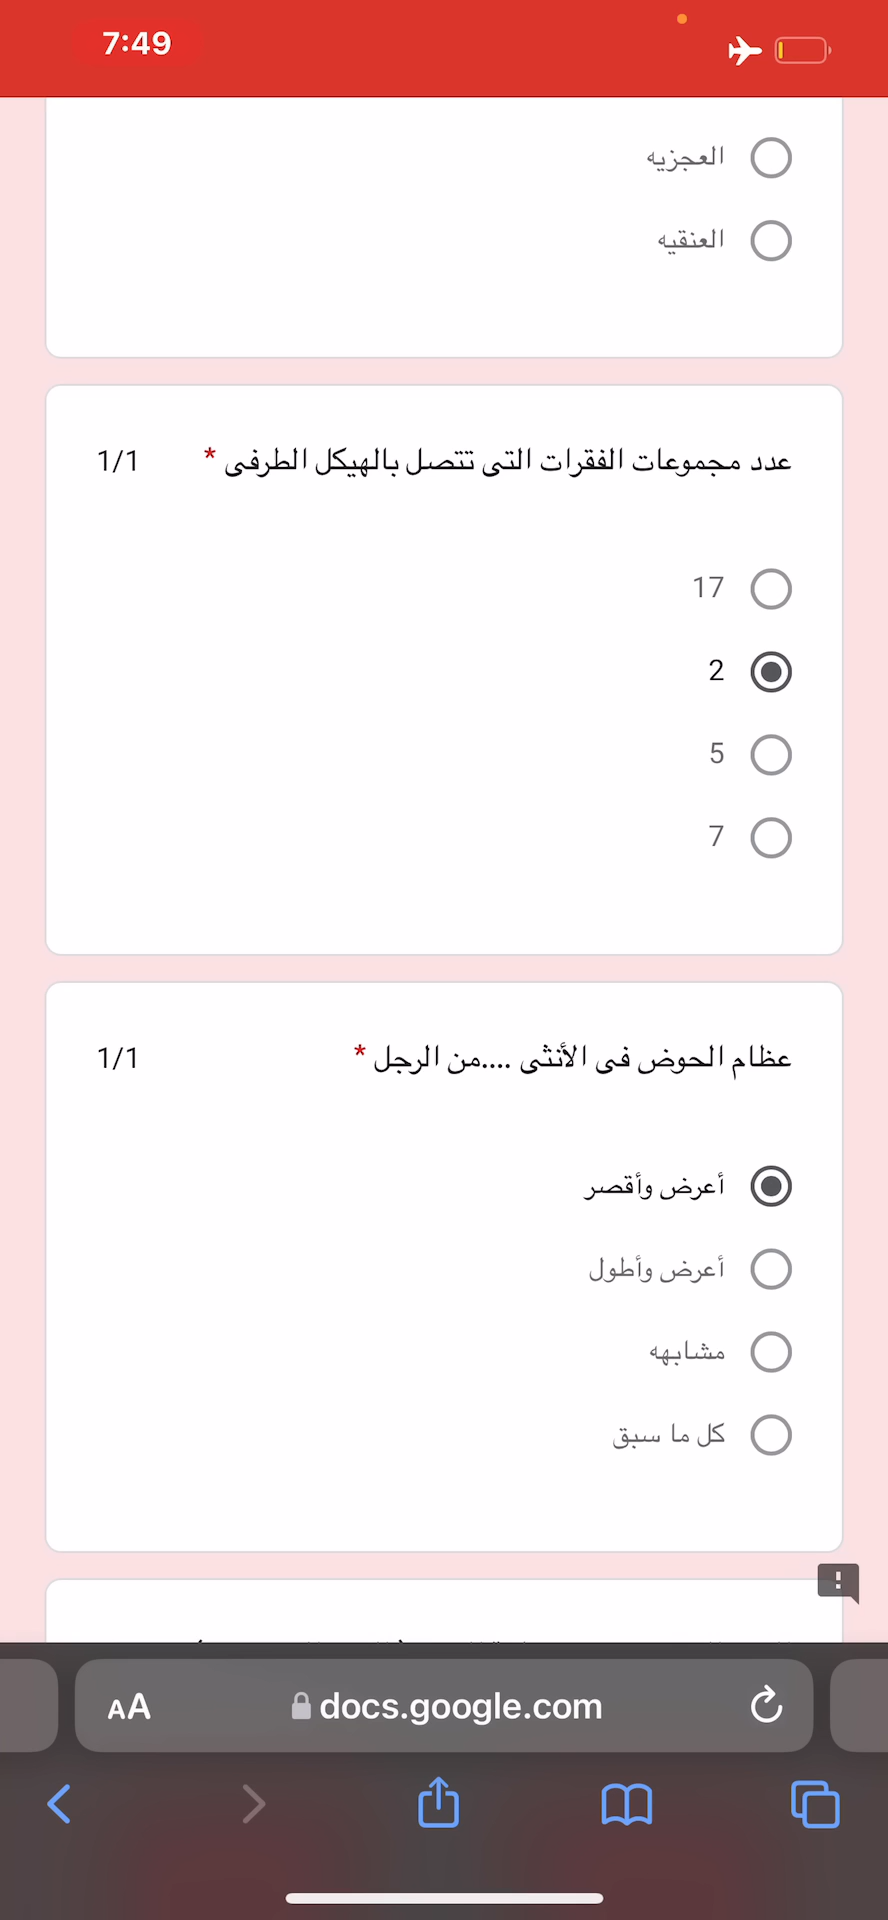 7:49
العجزيه
العنقيه
عدد مجموعات الفقرات التى تتصل بالهيكل الطرفى *
1/1
17
2
5
7
عظام الحوض فى الأنثى ....من الرجل *
1/1
أعرض وأقصر
أعرض وأطول
مشابهه
كل ما سبق
!
AA docs.google.com